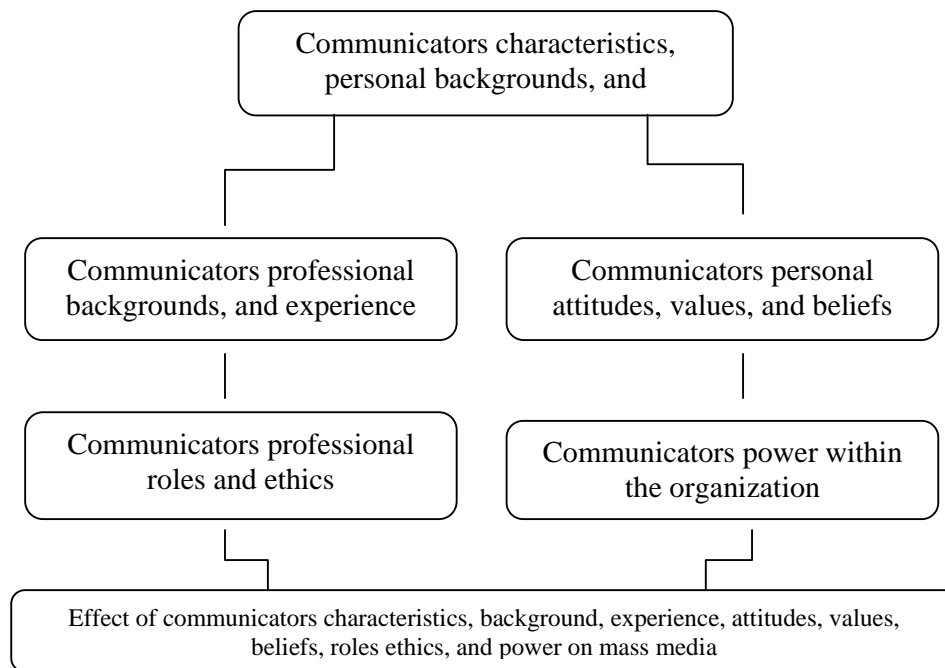 Communicators characteristics,
personal backgrounds, and
Communicators professional
backgrounds, and experience
Communicators personal
attitudes, values, and beliefs
Communicators professional
roles and ethics
Communicators power within
the organization
Effect of communicators characteristics, background, experience, attitudes, values,
beliefs, roles ethics, and power on mass media